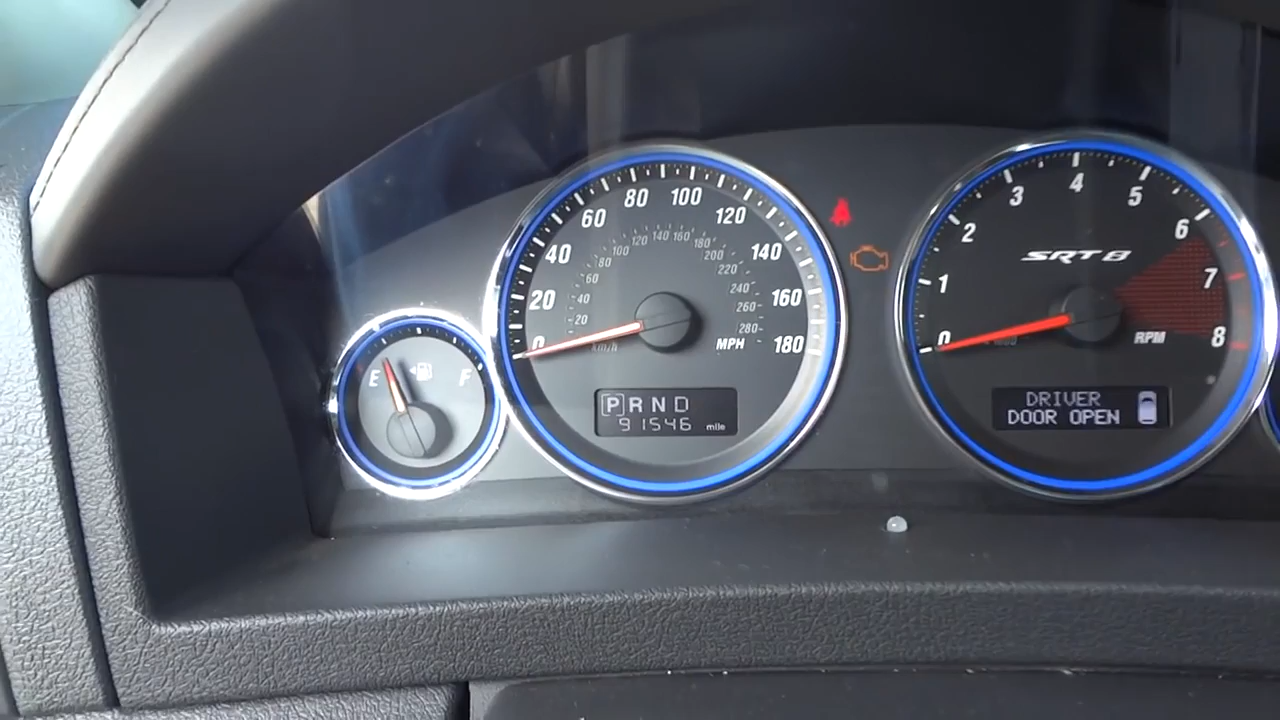 E F
0 20 40 60 80 100 120 140 160 180
20 40 60 80 100 120 140 160 180 200 220 240 260 280
km/h
MPH
P R N D
91546 mile
0 1 2 3 4 5 6 7 8
SRT 8
RPM
DRIVER
DOOR OPEN